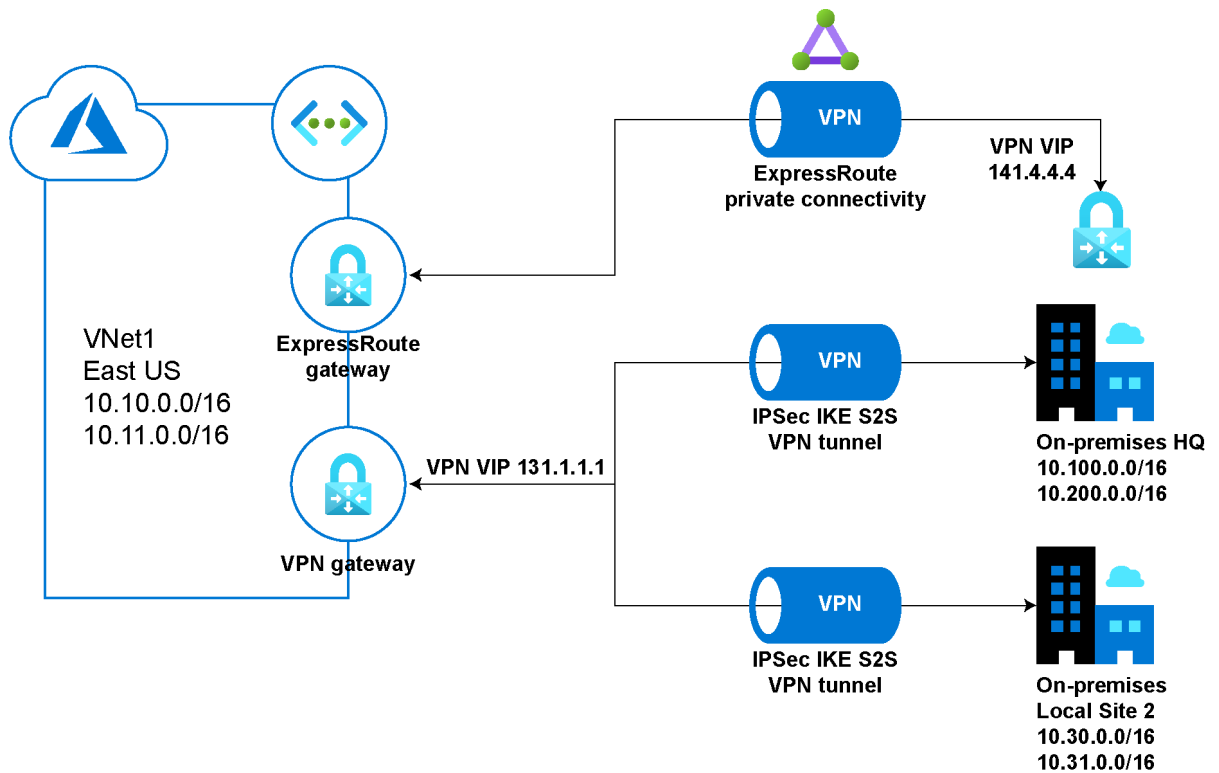 VPN
ExpressRoute
private connectivity
VPN VIP
141.4.4.4
ExpressRoute
gateway
VNet1
East US
10.10.0.0/16
10.11.0.0/16
VPN
IPSec IKE S2S
VPN tunnel
On-premises HQ
10.100.0.0/16
10.200.0.0/16
VPN VIP 131.1.1.1
VPN gateway
VPN
IPSec IKE S2S
VPN tunnel
On-premises
Local Site 2
10.30.0.0/16
10.31.0.0/16